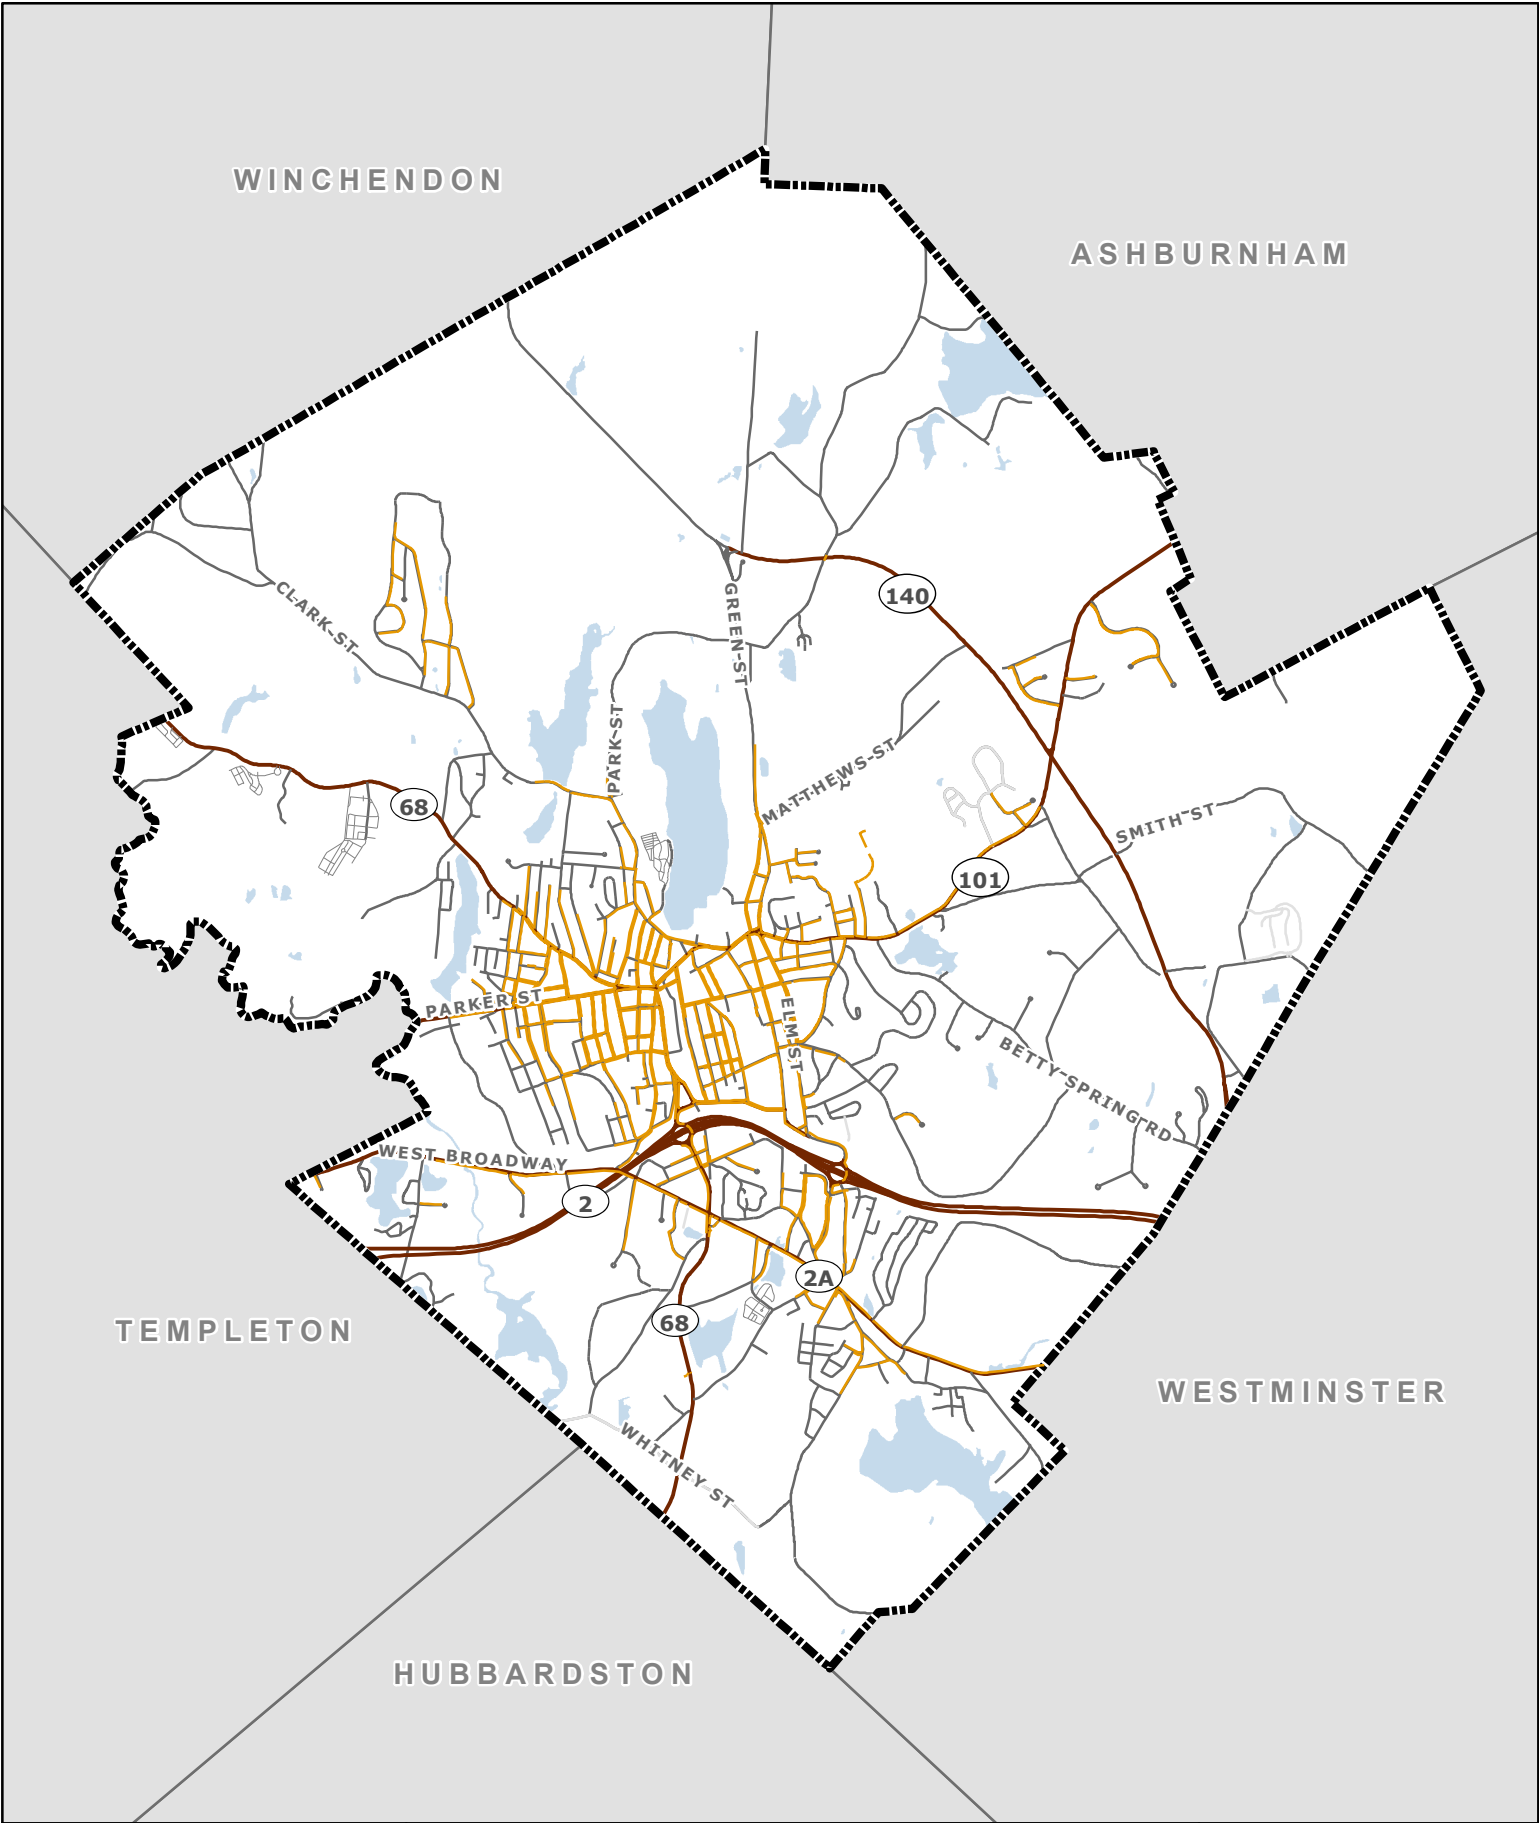 WINCHENDON
ASHBURNHAM
CLARK ST
GREEN ST
140
PARK ST
MATTHEWS ST
68
SMITH ST
101
PARKER ST
ELM ST
BETTY SPRING RD
WEST BROADWAY
2
2A
68
TEMPLETON
WESTMINSTER
WHITNEY ST
HUBBARDSTON